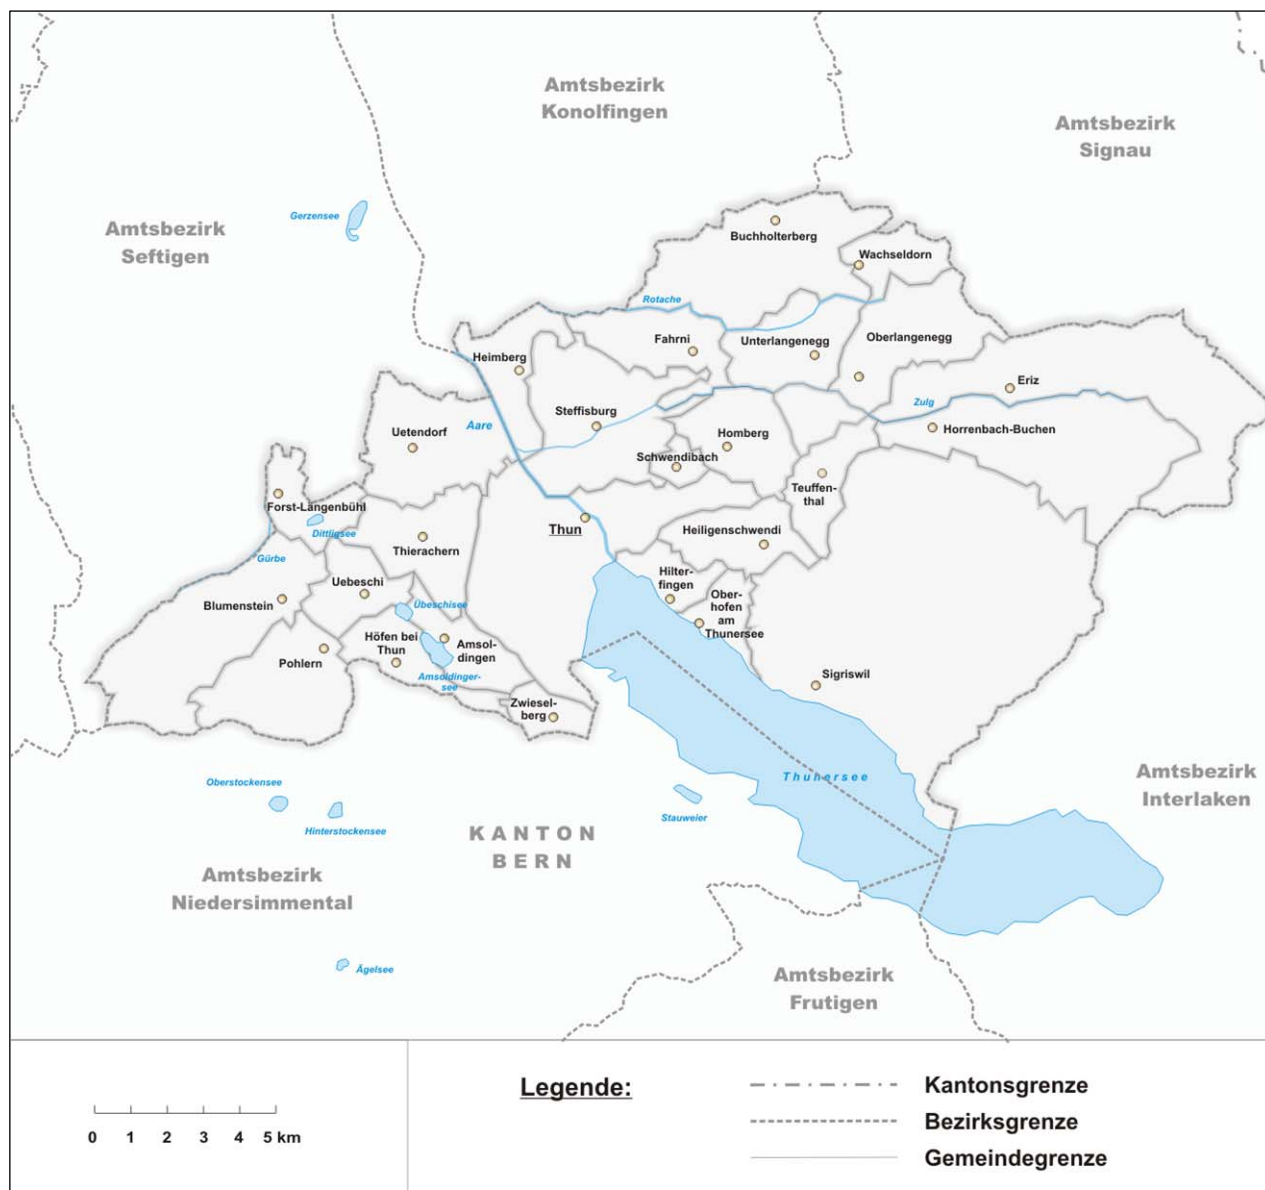 Amtsbezirk
Konolfingen
Amtsbezirk
Signau
Amtsbezirk
Seftigen
Gerzensee
Buchholterberg
Wachseldorn
Rotache
Fahrni
Unterlangenegg
Oberlangenegg
Heimberg
Eriz
Zulg
Steffisburg
Aare
Uetendorf
Homberg
Horrenbach-Buchen
Schwendibach
Teuffen-
thal
Forst-Längenbühl
Dittligsee
Thun
Heiligenschwendi
Thierachern
Gürbe
Uebeschi
Hilter-
fingen
Ober-
hofen
am
Thunersee
Blumenstein
Übeschisee
Höfen bei
Thun
Amsol-
dingen
Pohlern
Amsoldinger-
see
Sigriswil
Zwiesel-
berg
Thunersee
Amtsbezirk
Interlaken
Oberstockensee
Hinterstockensee
Stauweier
KANTON
BERN
Amtsbezirk
Niedersimmental
Ägelsee
Amtsbezirk
Frutigen
0 1 2 3 4 5 km
Legende:
Kantonsgrenze
Bezirksgrenze
Gemeindegrenze